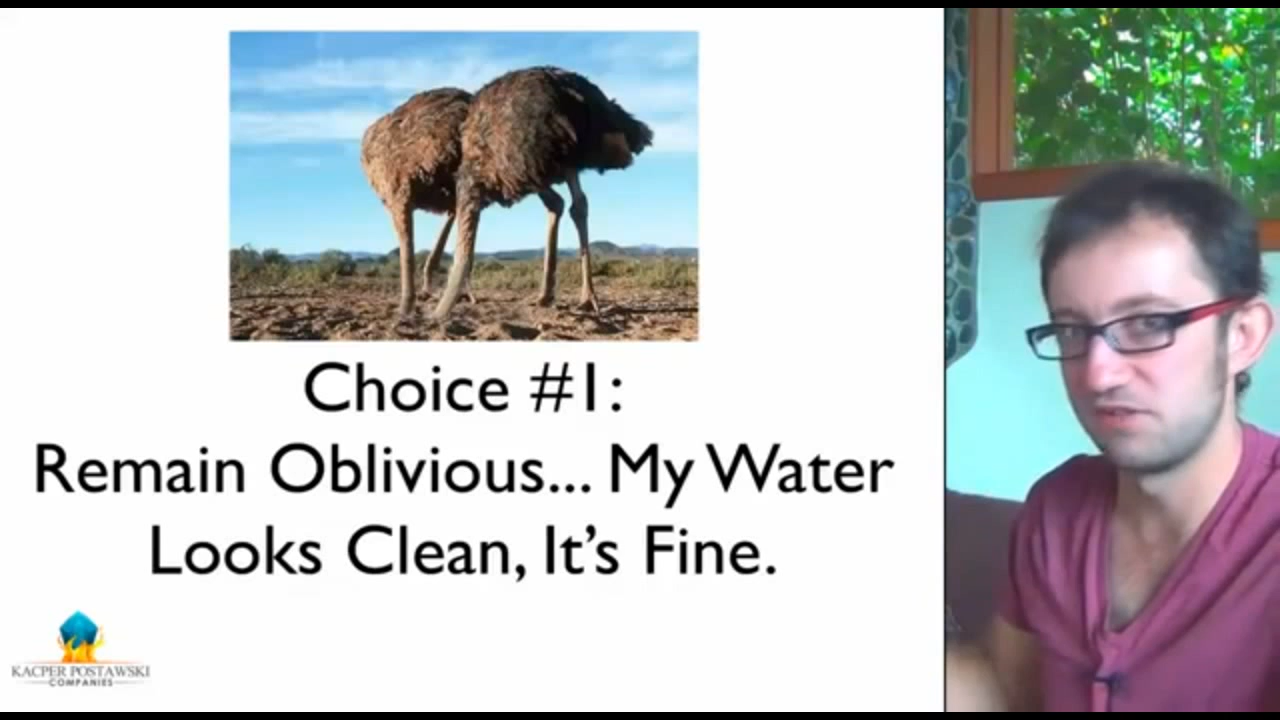 Choice #1:
Remain Oblivious... My Water
Looks Clean, It's Fine.
KACPER POSTAWSKI
COMPANIES